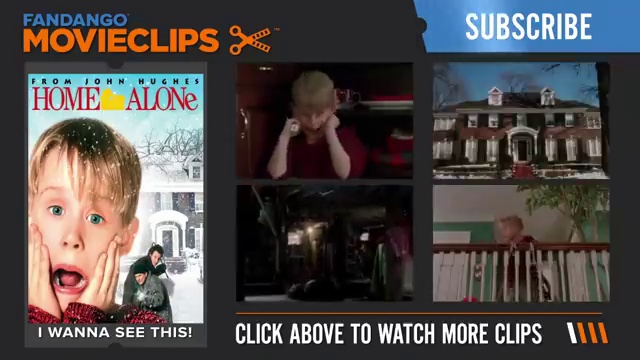 FANDANGO
MOVIECLIPS
SUBSCRIBE
FROM JOHN HUGHES
HOME ALONe
I WANNA SEE THIS!
CLICK ABOVE TO WATCH MORE CLIPS